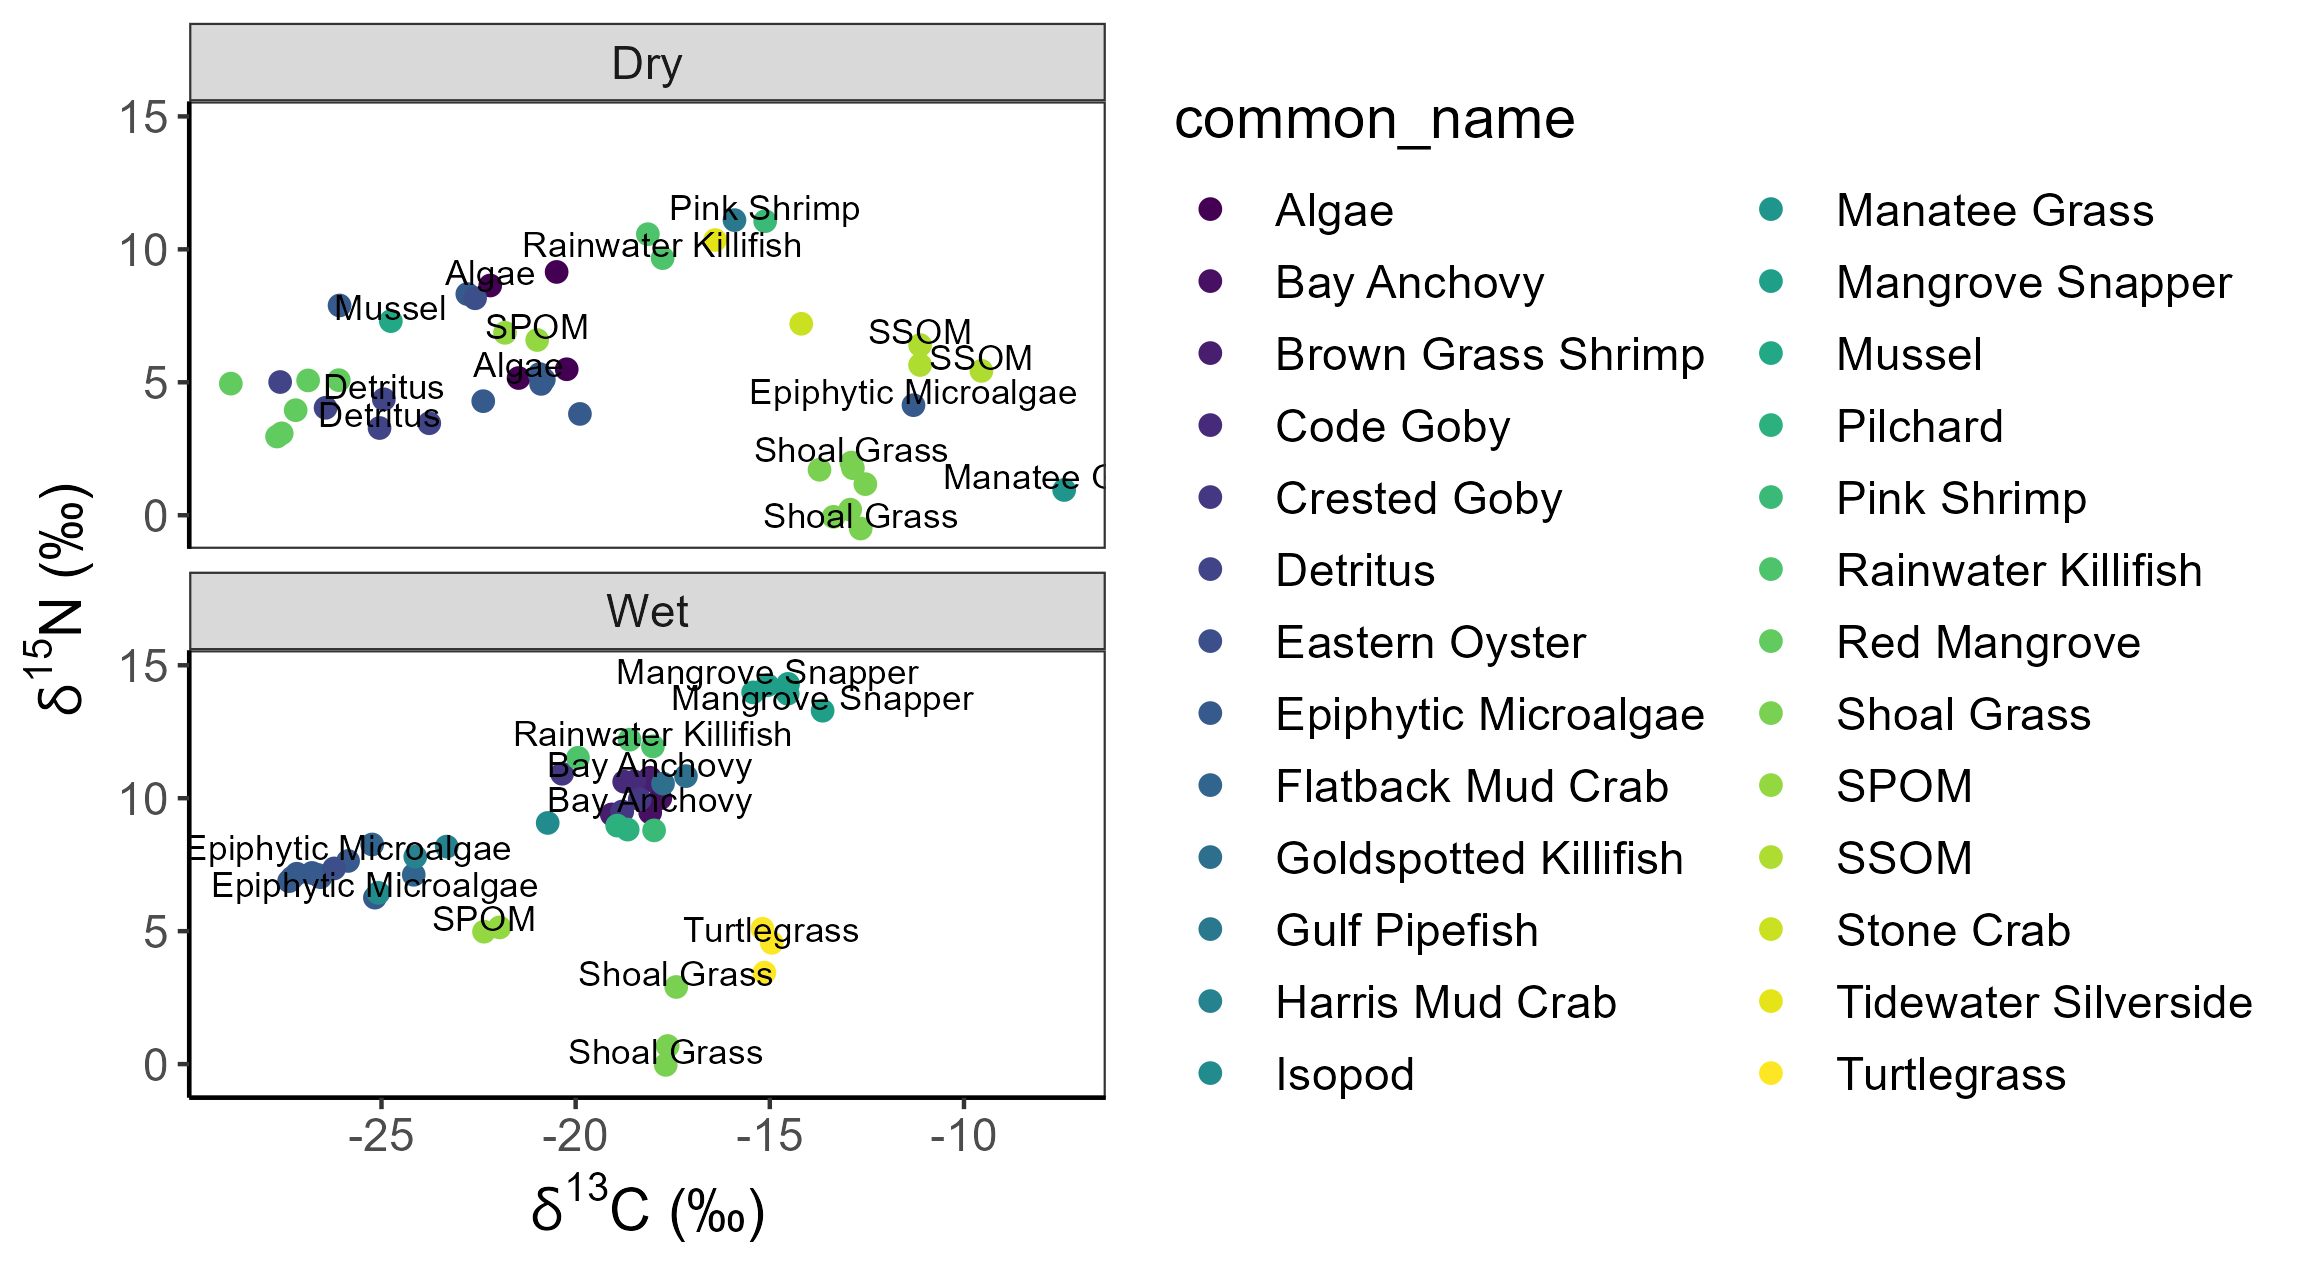 Dry
15
10
5
0
Pink Shrimp
Rainwater Killifish
Algae
Mussel
SPOM
SSOM
SSOM
Algae
Detritus
Epiphytic Microalgae
Detritus
Shoal Grass
Manatee
Shoal Grass
δ15N (‰)
Wet
15
10
5
0
Mangrove Snapper
Mangrove Snapper
Rainwater Killifish
Bay Anchovy
Bay Anchovy
Epiphytic Microalgae
Epiphytic Microalgae
SPOM
Turtlegrass
Shoal Grass
Shoal Grass
-25 -20 -15 -10
δ13C (‰)
common_name
Algae
Bay Anchovy
Brown Grass Shrimp
Code Goby
Crested Goby
Detritus
Eastern Oyster
Epiphytic Microalgae
Flatback Mud Crab
Goldspotted Killifish
Gulf Pipefish
Harris Mud Crab
Isopod
Manatee Grass
Mangrove Snapper
Mussel
Pilchard
Pink Shrimp
Rainwater Killifish
Red Mangrove
Shoal Grass
SPOM
SSOM
Stone Crab
Tidewater Silverside
Turtlegrass